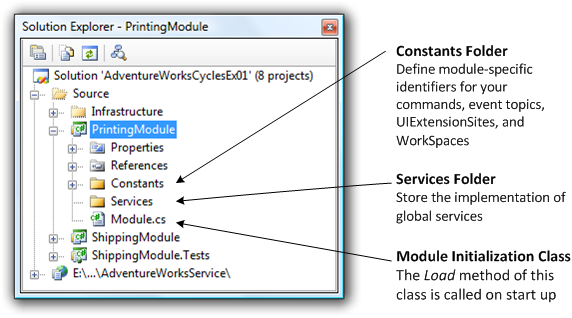 Solution Explorer - PrintingModule
Solution 'AdventureWorksCyclesEx01' (8 projects)
Source
Infrastructure
PrintingModule
Properties
References
Constants
Services
Module.cs
ShippingModule
ShippingModule.Tests
E:\...\AdventureWorksService\
Constants Folder
Define module-specific
identifiers for your
commands, event topics,
UIExtensionSites, and
WorkSpaces
Services Folder
Store the implementation of
global services
Module Initialization Class
The Load method of this
class is called on start up